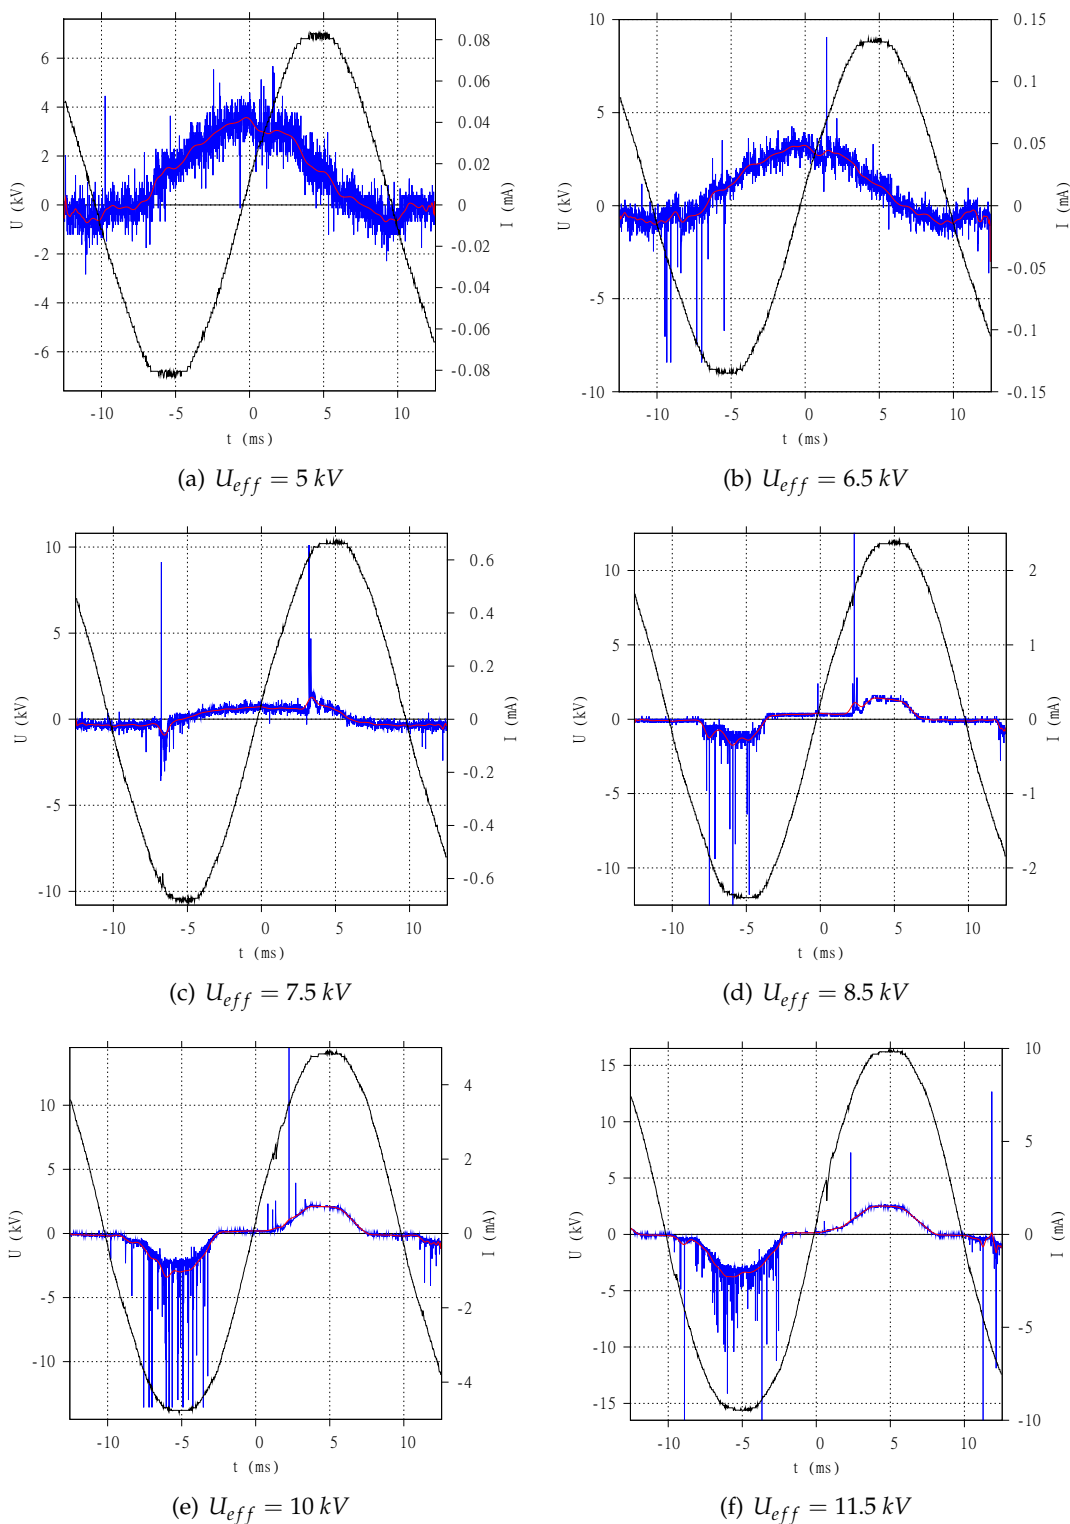 6
4
2
0
-2
-4
-6
U (kV)
0.08
0.06
0.04
0.02
0
-0.02
-0.04
-0.06
-0.08
I (mA)
-10 -5 0 5 10
t (ms)
(a) U_eff = 5 kV
10
5
0
-5
-10
U (kV)
0.15
0.1
0.05
0
-0.05
-0.1
-0.15
I (mA)
-10 -5 0 5 10
t (ms)
(b) U_eff = 6.5 kV
10
5
0
-5
-10
U (kV)
0.6
0.4
0.2
0
-0.2
-0.4
-0.6
I (mA)
-10 -5 0 5 10
t (ms)
(c) U_eff = 7.5 kV
10
5
0
-5
-10
U (kV)
2
1
0
-1
-2
I (mA)
-10 -5 0 5 10
t (ms)
(d) U_eff = 8.5 kV
10
5
0
-5
-10
U (kV)
4
2
0
-2
-4
I (mA)
-10 -5 0 5 10
t (ms)
(e) U_eff = 10 kV
15
10
5
0
-5
-10
-15
U (kV)
10
5
0
-5
-10
I (mA)
-10 -5 0 5 10
t (ms)
(f) U_eff = 11.5 kV